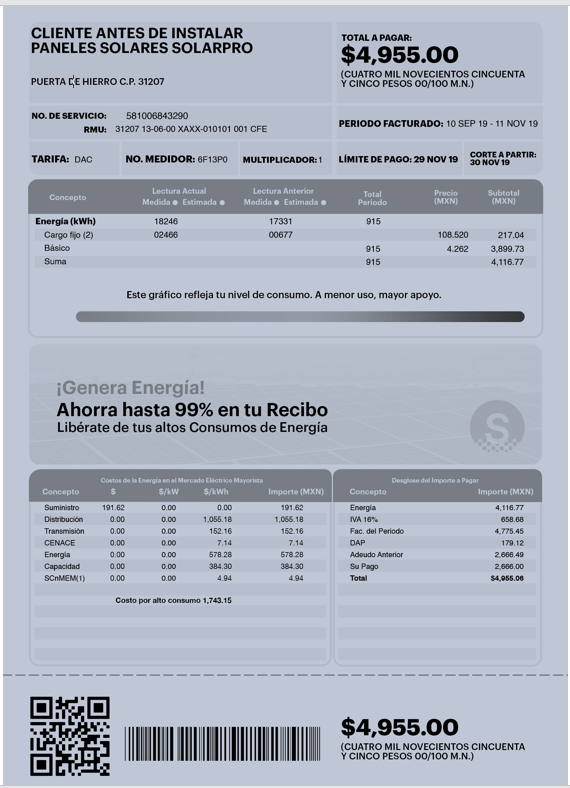 CLIENTE ANTES DE INSTALAR
PANELES SOLARES SOLARPRO
PUERTA DE HIERRO C.P. 31207
TOTAL A PAGAR:
$4,955.00
(CUATRO MIL NOVECIENTOS CINCUENTA
Y CINCO PESOS 00/100 M.N.)
NO. DE SERVICIO: 581006843290
RMU: 31207 13-06-00 XAXX-010101 001 CFE
PERIODO FACTURADO: 10 SEP 19 - 11 NOV 19
TARIFA: DAC NO. MEDIDOR: 6F13P0 MULTIPLICADOR: 1 LÍMITE DE PAGO: 29 NOV 19 CORTE A PARTIR:
30 NOV 19
Concepto Lectura Actual Lectura Anterior Total Periodo Precio (MXN) Subtotal (MXN)
Medida Estimada Medida Estimada
Energía (kWh) 18246 17331 915
Cargo fijo (2) 02466 00677 108.520 217.04
Básico 915 4.262 3,899.73
Suma 915 4,116.77
Este gráfico refleja tu nivel de consumo. A menor uso, mayor apoyo.
¡Genera Energía!
Ahorra hasta 99% en tu Recibo
Libérate de tus altos Consumos de Energía
S
Costos de la Energía en el Mercado Eléctrico Mayorista
Concepto $ $/kW $/kWh Importe (MXN)
Suministro 191.62 0.00 0.00 191.62
Distribución 0.00 0.00 1,055.18 1,055.18
Transmisión 0.00 0.00 152.16 152.16
CENACE 0.00 0.00 7.14 7.14
Energía 0.00 0.00 578.28 578.28
Capacidad 0.00 0.00 384.30 384.30
SCnMEM(1) 0.00 0.00 4.94 4.94
Costo por alto consumo 1,743.15
Desglose del Importe a Pagar
Concepto Importe (MXN)
Energía 4,116.77
IVA 16% 658.68
Fac. del Periodo 4,775.45
DAP 179.12
Adeudo Anterior 2,666.49
Su Pago 2,666.00
Total $4,955.06
$4,955.00
(CUATRO MIL NOVECIENTOS CINCUENTA
Y CINCO PESOS 00/100 M.N.)